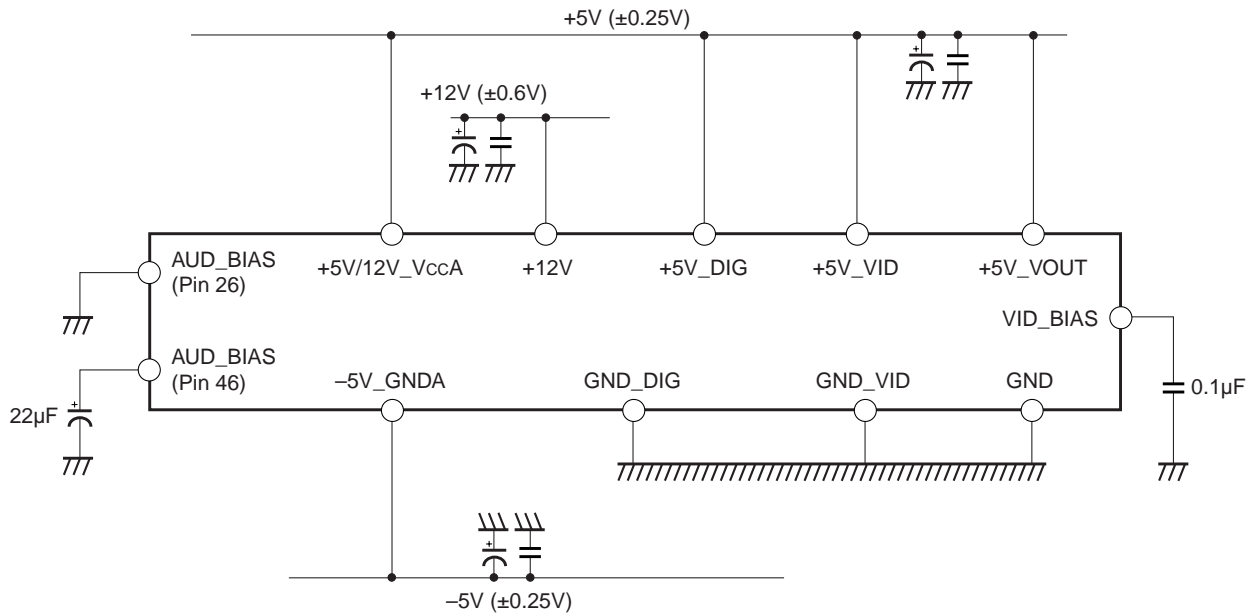 +5V (±0.25V)
+
+12V (±0.6V)
+
AUD_BIAS
(Pin 26)
+5V/12V_VCCA
+12V
+5V_DIG
+5V_VID
+5V_VOUT
VID_BIAS
AUD_BIAS
(Pin 46)
–5V_GNDA
GND_DIG
GND_VID
GND
22µF
+
0.1µF
+
–5V (±0.25V)